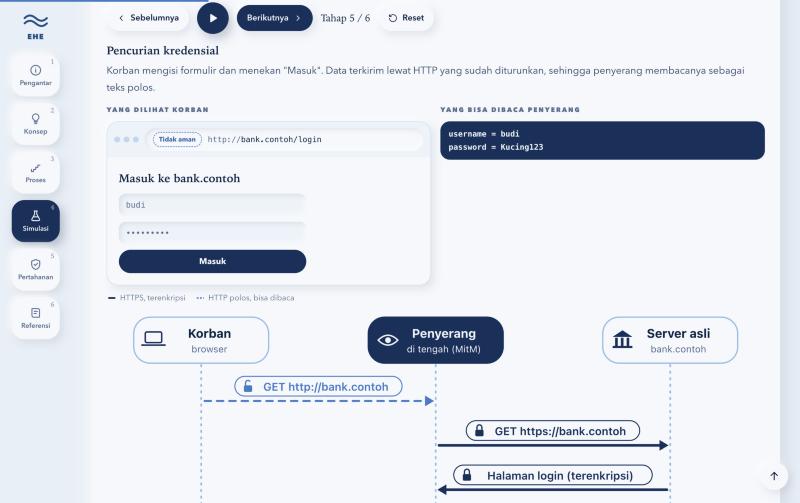 EHE
1
Pengantar
2
Konsep
3
Proses
4
Simulasi
5
Pertahanan
6
Referensi
Sebelumnya
Berikutnya
Tahap 5 / 6
Reset
Pencurian kredensial
Korban mengisi formulir dan menekan "Masuk". Data terkirim lewat HTTP yang sudah diturunkan, sehingga penyerang membacanya sebagai
teks polos.
YANG DILIHAT KORBAN
Tidak aman
http://bank.contoh/login
Masuk ke bank.contoh
budi
•••••••••
Masuk
YANG BISA DIBACA PENYERANG
username = budi
password = Kucing123
HTTPS, terenkripsi
HTTP polos, bisa dibaca
Korban
browser
Penyerang
di tengah (MitM)
Server asli
bank.contoh
GET http://bank.contoh
GET https://bank.contoh
Halaman login (terenkripsi)